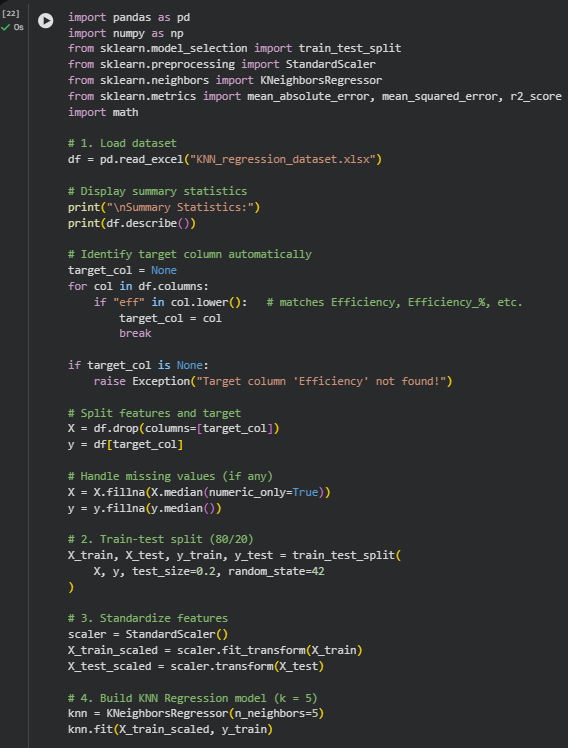 [22]
0s
import pandas as pd
import numpy as np
from sklearn.model_selection import train_test_split
from sklearn.preprocessing import StandardScaler
from sklearn.neighbors import KNeighborsRegressor
from sklearn.metrics import mean_absolute_error, mean_squared_error, r2_score
import math

# 1. Load dataset
df = pd.read_excel("KNN_regression_dataset.xlsx")

# Display summary statistics
print("\nSummary Statistics:")
print(df.describe())

# Identify target column automatically
target_col = None
for col in df.columns:
    if "eff" in col.lower():   # matches Efficiency, Efficiency_%, etc.
        target_col = col
        break

if target_col is None:
    raise Exception("Target column 'Efficiency' not found!")

# Split features and target
X = df.drop(columns=[target_col])
y = df[target_col]

# Handle missing values (if any)
X = X.fillna(X.median(numeric_only=True))
y = y.fillna(y.median())

# 2. Train-test split (80/20)
X_train, X_test, y_train, y_test = train_test_split(
    X, y, test_size=0.2, random_state=42
)

# 3. Standardize features
scaler = StandardScaler()
X_train_scaled = scaler.fit_transform(X_train)
X_test_scaled = scaler.transform(X_test)

# 4. Build KNN Regression model (k = 5)
knn = KNeighborsRegressor(n_neighbors=5)
knn.fit(X_train_scaled, y_train)